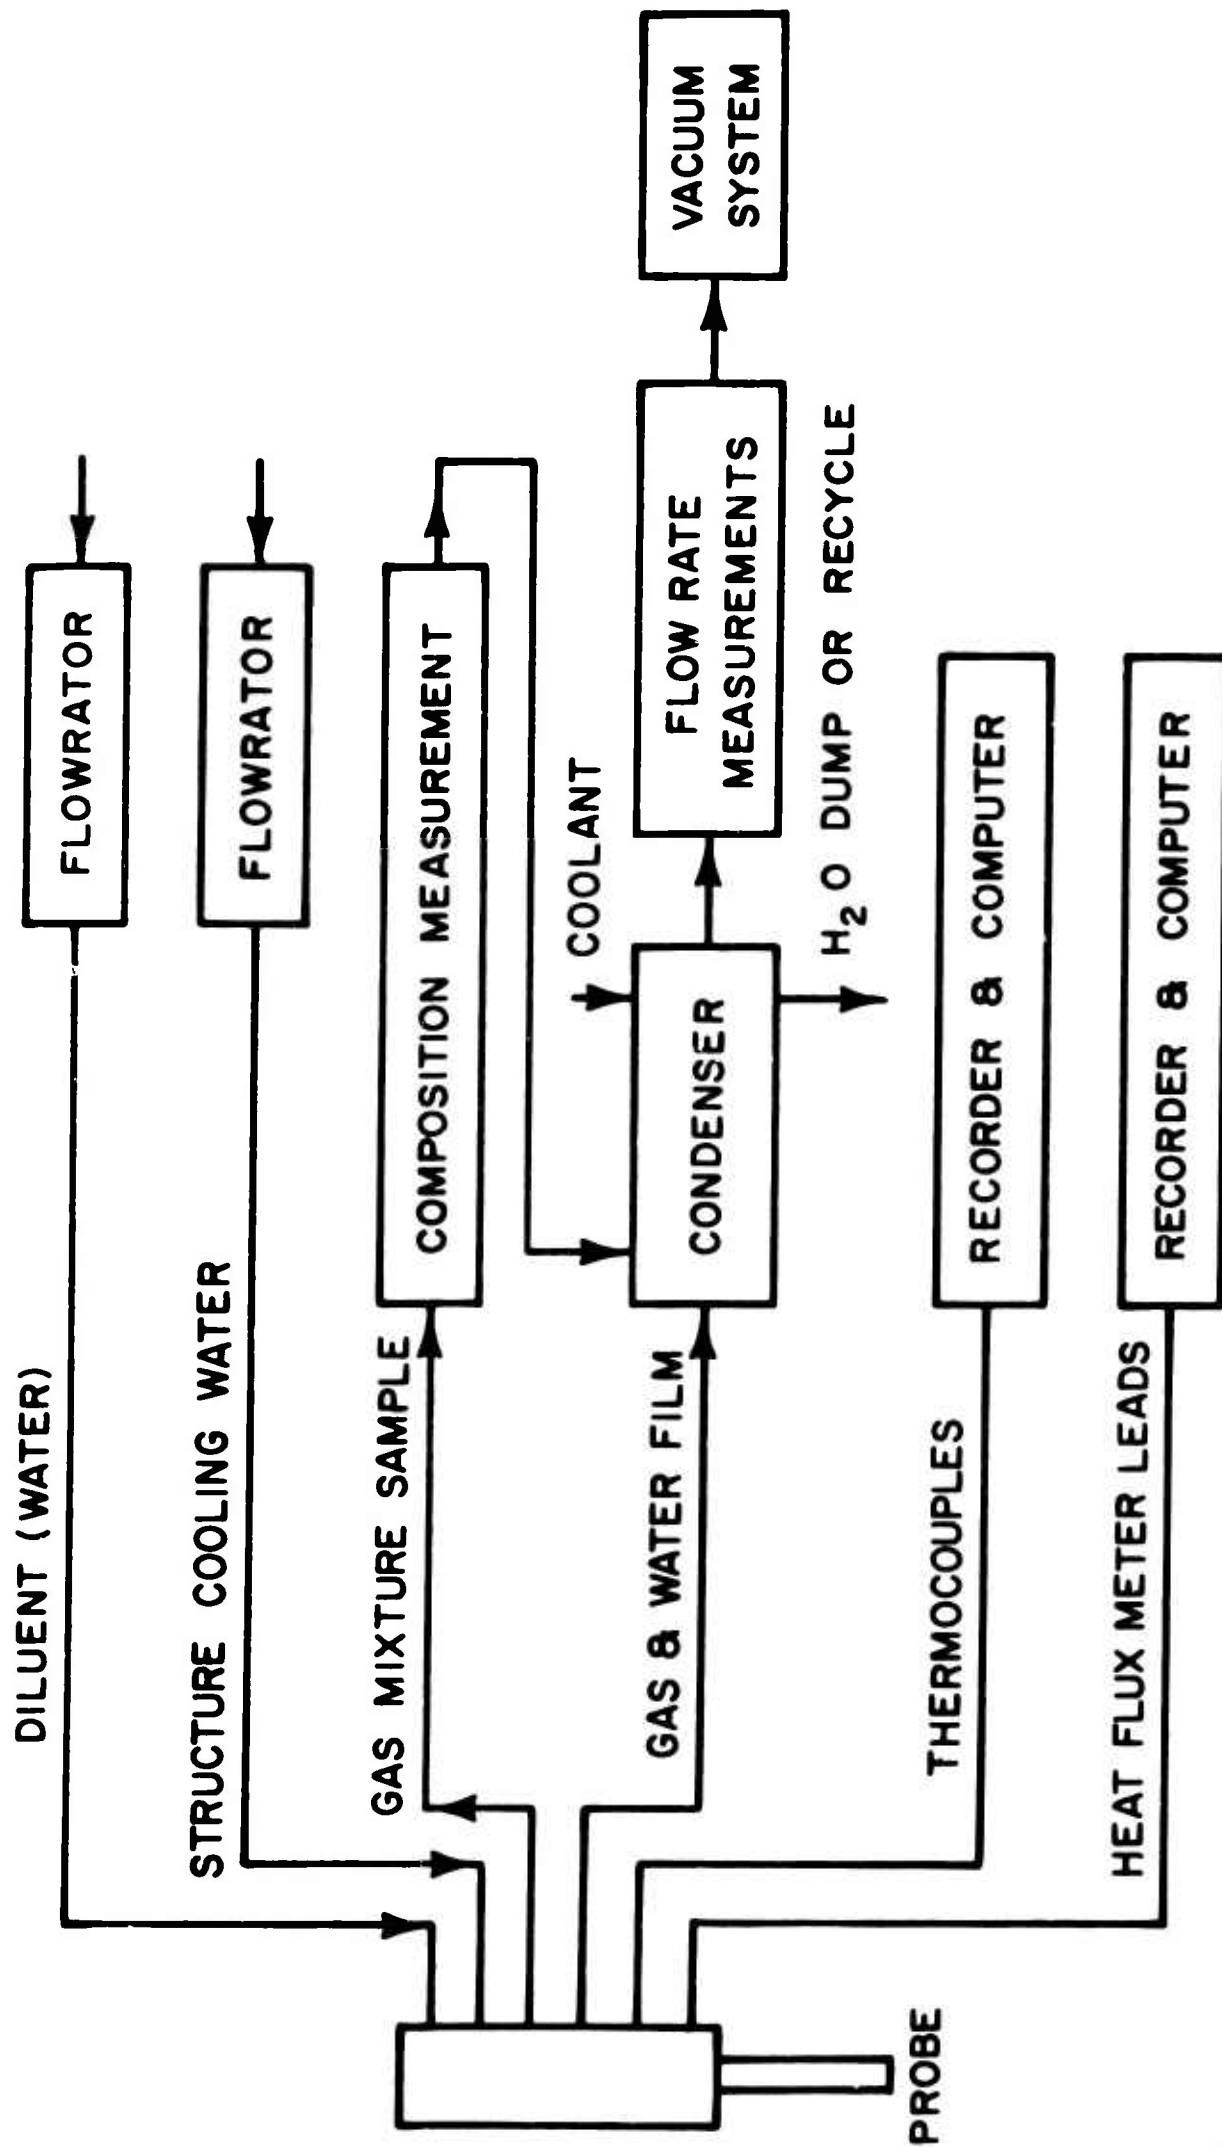 DILUENT (WATER)
FLOWRATOR
STRUCTURE COOLING WATER
FLOWRATOR
GAS MIXTURE SAMPLE
COMPOSITION MEASUREMENT
COOLANT
GAS & WATER FILM
CONDENSER
FLOW RATE
MEASUREMENTS
VACUUM
SYSTEM
H2O DUMP OR RECYCLE
THERMOCOUPLES
RECORDER & COMPUTER
HEAT FLUX METER LEADS
RECORDER & COMPUTER
PROBE